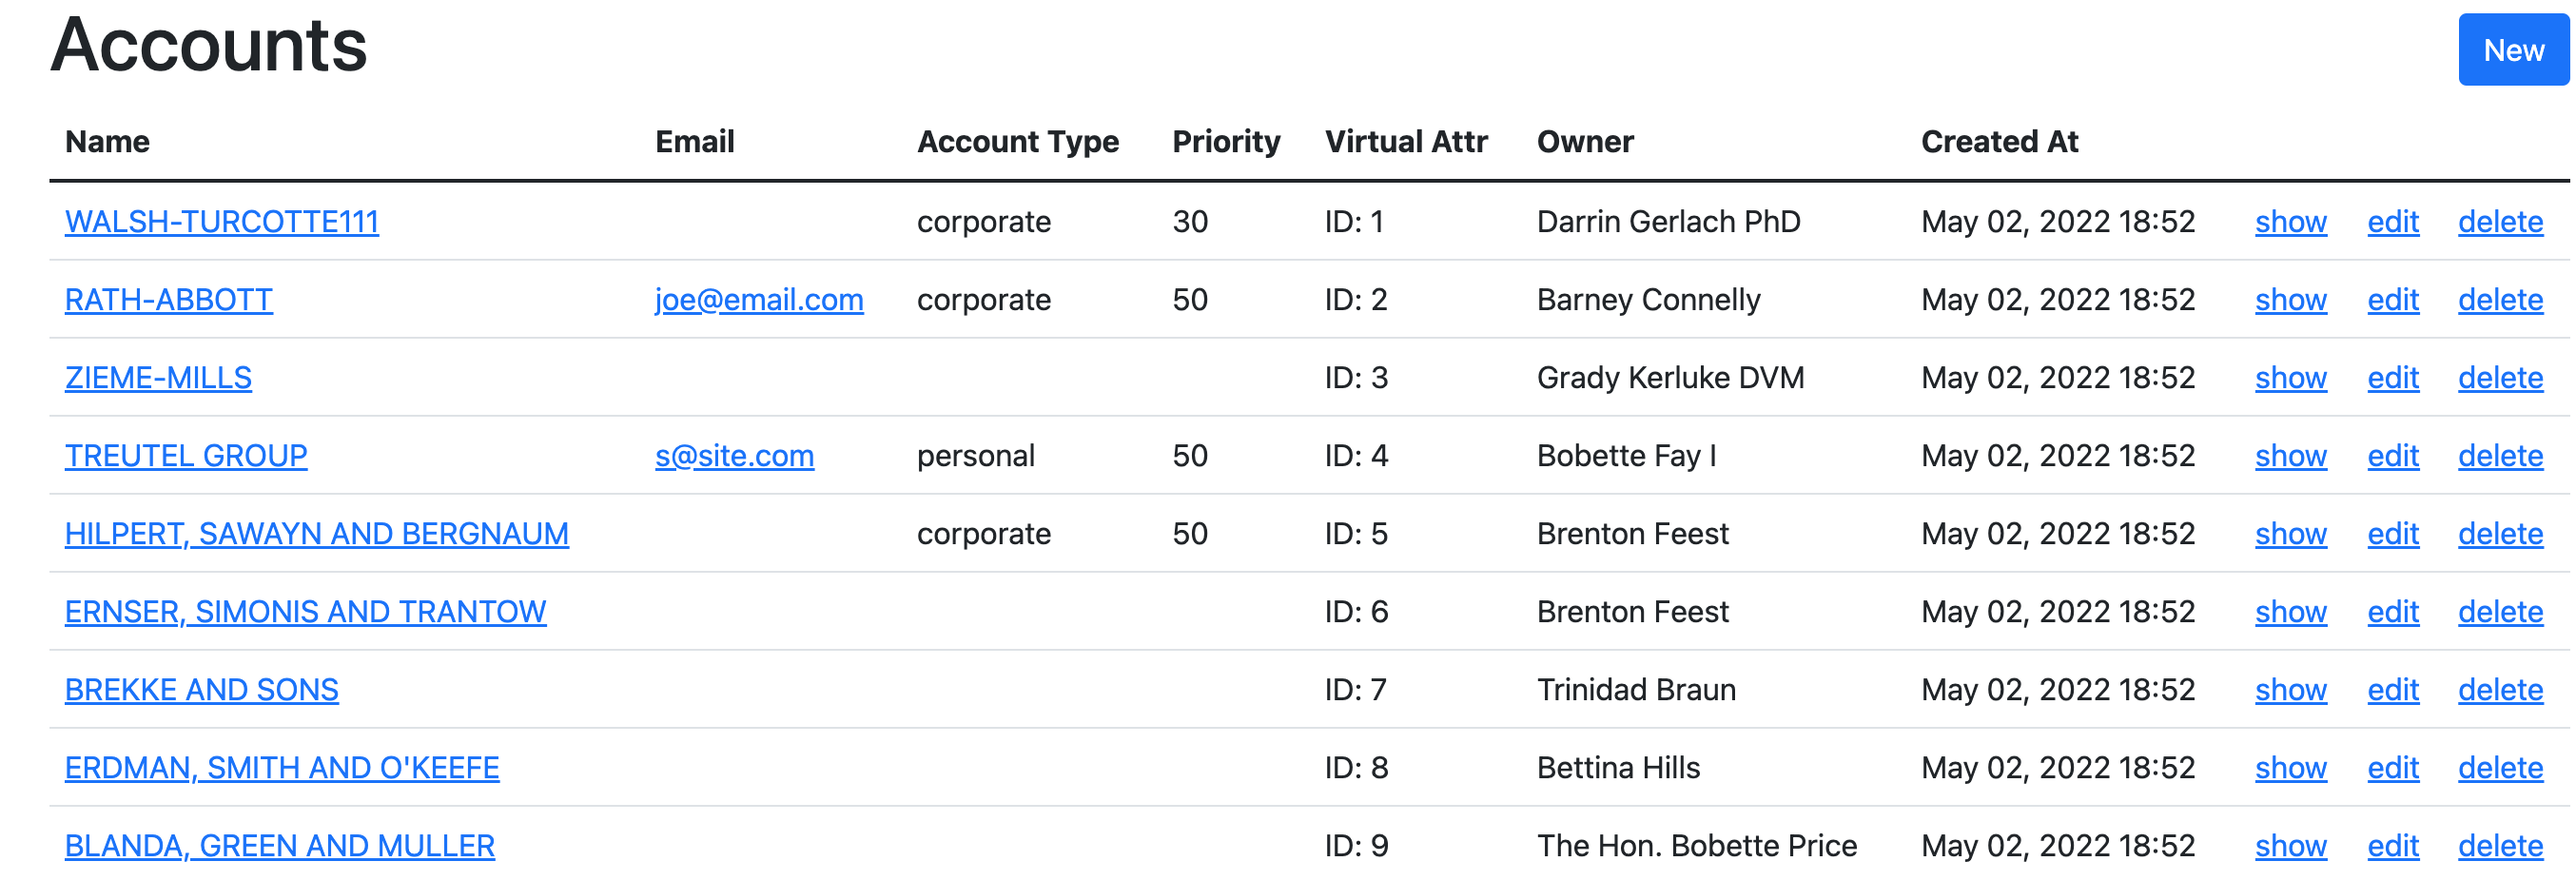 Accounts New
Name Email Account Type Priority Virtual Attr Owner Created At
WALSH-TURCOTTE111 corporate 30 ID: 1 Darrin Gerlach PhD May 02, 2022 18:52 show edit delete
RATH-ABBOTT joe@email.com corporate 50 ID: 2 Barney Connelly May 02, 2022 18:52 show edit delete
ZIEME-MILLS ID: 3 Grady Kerluke DVM May 02, 2022 18:52 show edit delete
TREUTEL GROUP s@site.com personal 50 ID: 4 Bobette Fay I May 02, 2022 18:52 show edit delete
HILPERT, SAWAYN AND BERGNAUM corporate 50 ID: 5 Brenton Feest May 02, 2022 18:52 show edit delete
ERNSER, SIMONIS AND TRANTOW ID: 6 Brenton Feest May 02, 2022 18:52 show edit delete
BREKKE AND SONS ID: 7 Trinidad Braun May 02, 2022 18:52 show edit delete
ERDMAN, SMITH AND O'KEEFE ID: 8 Bettina Hills May 02, 2022 18:52 show edit delete
BLANDA, GREEN AND MULLER ID: 9 The Hon. Bobette Price May 02, 2022 18:52 show edit delete